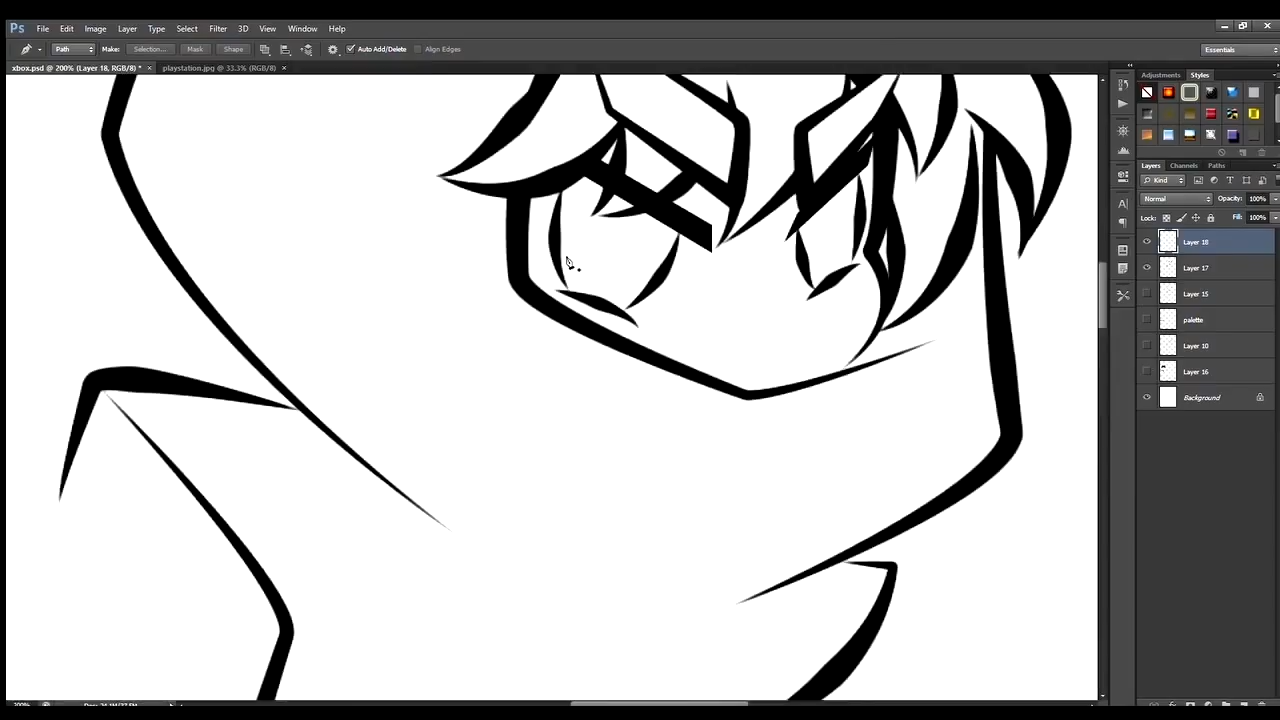 Ps File Edit Image Layer Type Select Filter 3D View Window Help
Path Make: Selection... Mask Shape Auto Add/Delete Align Edges Essentials
xbox.psd @ 200% (Layer 18, RGB/8) * × playstation.jpg @ 33.3% (RGB/8) ×
Adjustments Styles
Layers Channels Paths
Kind
Normal Opacity: 100%
Lock: Fill: 100%
Layer 18
Layer 17
Layer 15
palette
Layer 10
Layer 16
Background